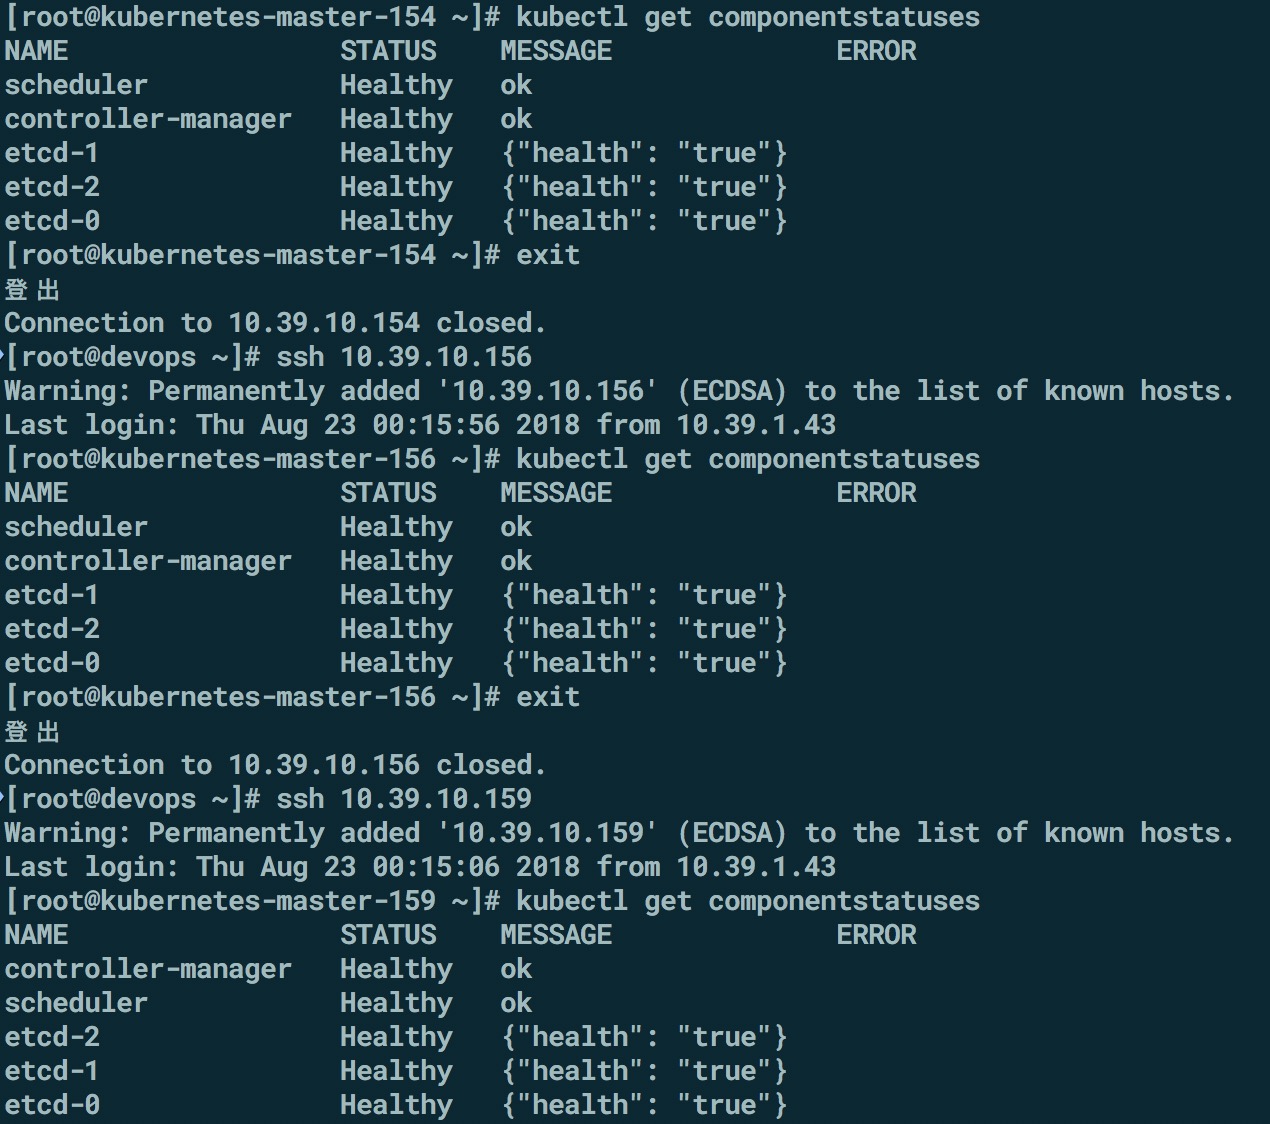 [root@kubernetes-master-154 ~]# kubectl get componentstatuses
NAME                 STATUS    MESSAGE              ERROR
scheduler            Healthy   ok
controller-manager   Healthy   ok
etcd-1               Healthy   {"health": "true"}
etcd-2               Healthy   {"health": "true"}
etcd-0               Healthy   {"health": "true"}
[root@kubernetes-master-154 ~]# exit
登出
Connection to 10.39.10.154 closed.
[root@devops ~]# ssh 10.39.10.156
Warning: Permanently added '10.39.10.156' (ECDSA) to the list of known hosts.
Last login: Thu Aug 23 00:15:56 2018 from 10.39.1.43
[root@kubernetes-master-156 ~]# kubectl get componentstatuses
NAME                 STATUS    MESSAGE              ERROR
scheduler            Healthy   ok
controller-manager   Healthy   ok
etcd-1               Healthy   {"health": "true"}
etcd-2               Healthy   {"health": "true"}
etcd-0               Healthy   {"health": "true"}
[root@kubernetes-master-156 ~]# exit
登出
Connection to 10.39.10.156 closed.
[root@devops ~]# ssh 10.39.10.159
Warning: Permanently added '10.39.10.159' (ECDSA) to the list of known hosts.
Last login: Thu Aug 23 00:15:06 2018 from 10.39.1.43
[root@kubernetes-master-159 ~]# kubectl get componentstatuses
NAME                 STATUS    MESSAGE              ERROR
controller-manager   Healthy   ok
scheduler            Healthy   ok
etcd-2               Healthy   {"health": "true"}
etcd-1               Healthy   {"health": "true"}
etcd-0               Healthy   {"health": "true"}